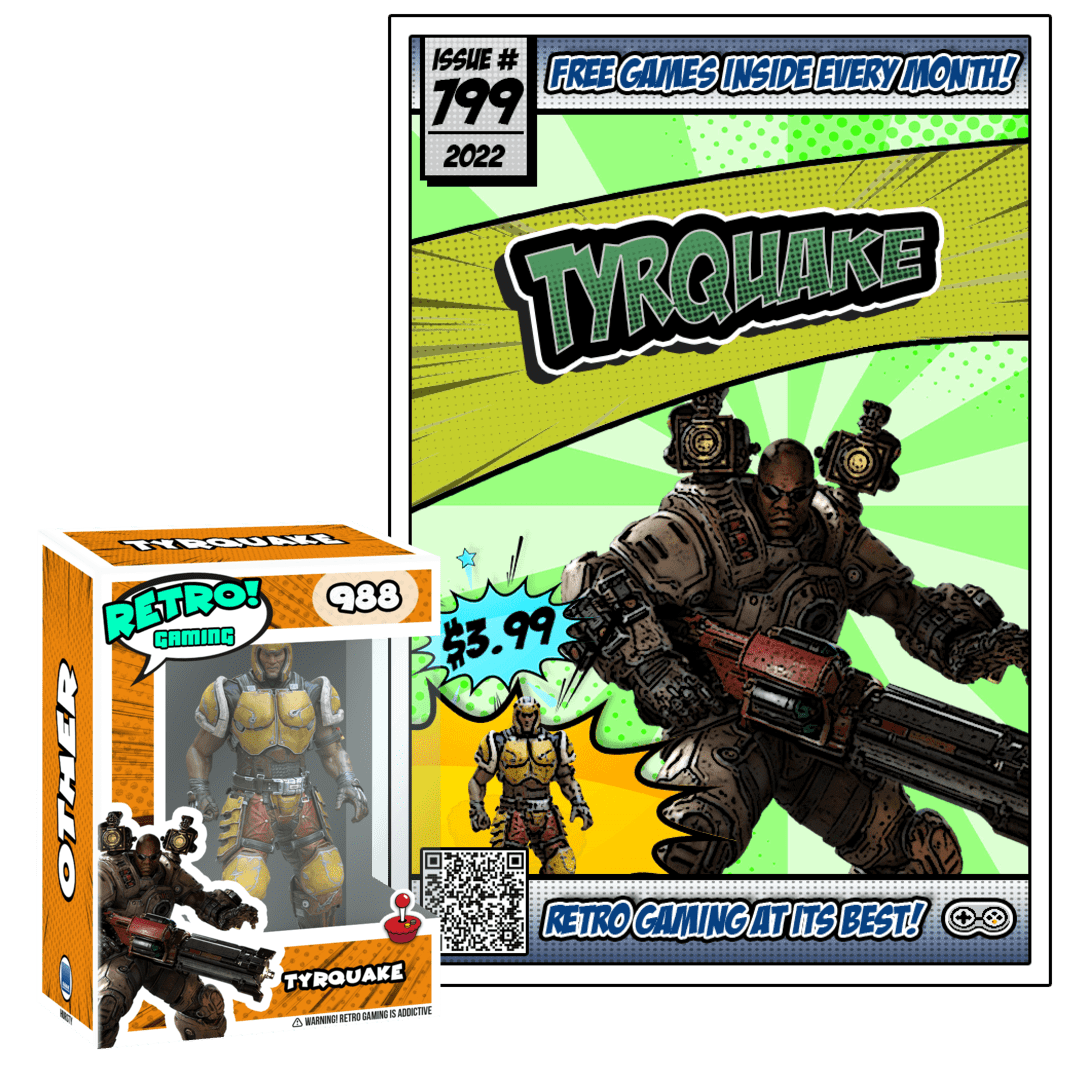 ISSUE #
799
2022
FREE GAMES INSIDE EVERY MONTH!
TYRQUAKE
$3.99
RETRO GAMING AT ITS BEST!
TYRQUAKE
RETRO!
GAMING
988
OTHER
TYRQUAKE
⚠ WARNING! RETRO GAMING IS ADDICTIVE